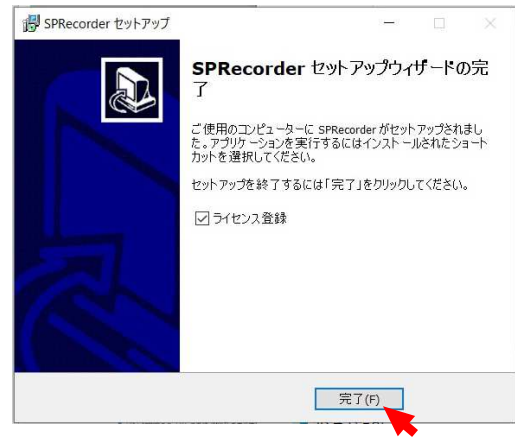 SPRecorder セットアップ
SPRecorder セットアップウィザードの完
了
ご使用のコンピューターに SPRecorder がセットアップされまし
た。アプリケーションを実行するにはインストールされたショート
カットを選択してください。
セットアップを終了するには「完了」をクリックしてください。
ライセンス登録
完了(F)